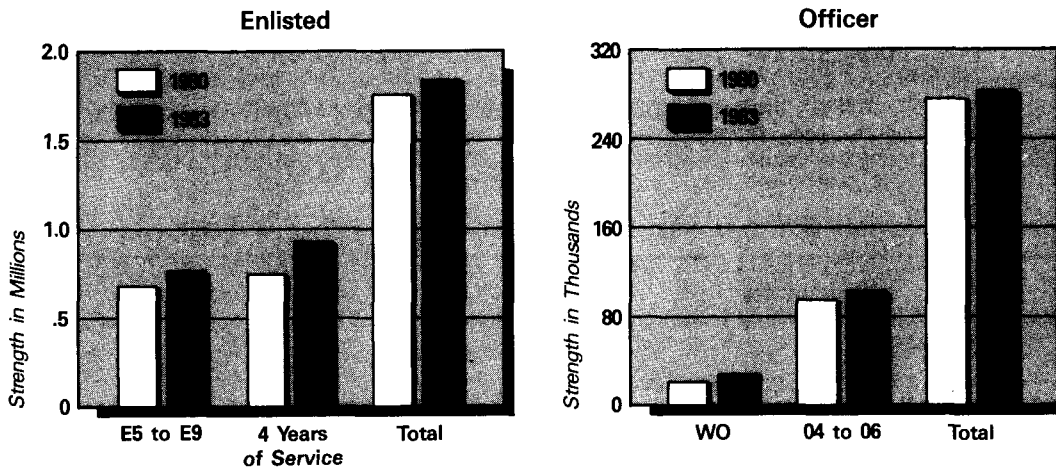 Enlisted
2.0
1.5
1.0
.5
0
Strength in Millions
1980
1983
E5 to E9
4 Years
of Service
Total
Officer
320
240
160
80
0
Strength in Thousands
1980
1983
WO
04 to 06
Total